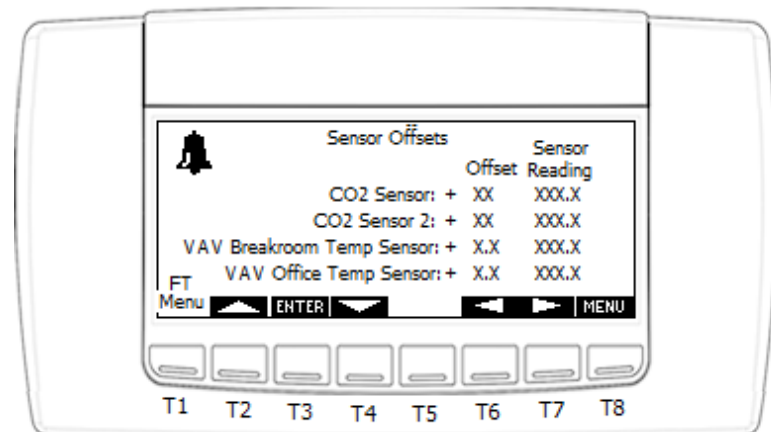 Sensor Offsets
Sensor
Offset Reading
CO2 Sensor: + XX XXX.X
CO2 Sensor 2: + XX XXX.X
VAV Breakroom Temp Sensor: + X.X XXX.X
VAV Office Temp Sensor: + X.X XXX.X
FT
Menu ENTER MENU
T1 T2 T3 T4 T5 T6 T7 T8